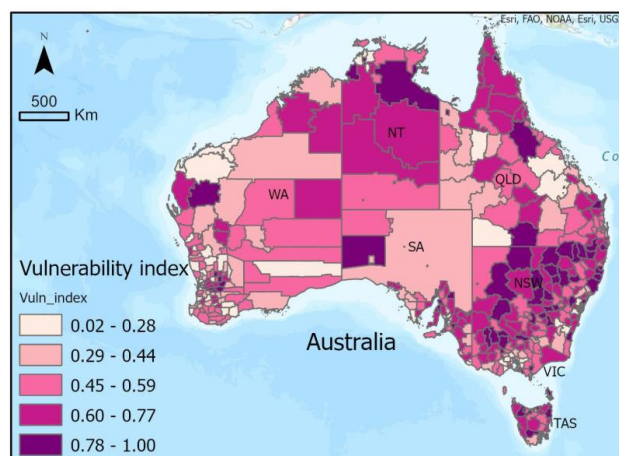 Esri, FAO, NOAA, Esri, USG
N
500
Km
NT
QLD
WA
SA
NSW
Vulnerability index
Vuln_index
0.02 - 0.28
0.29 - 0.44
Australia
0.45 - 0.59
VIC
0.60 - 0.77
TAS
0.78 - 1.00